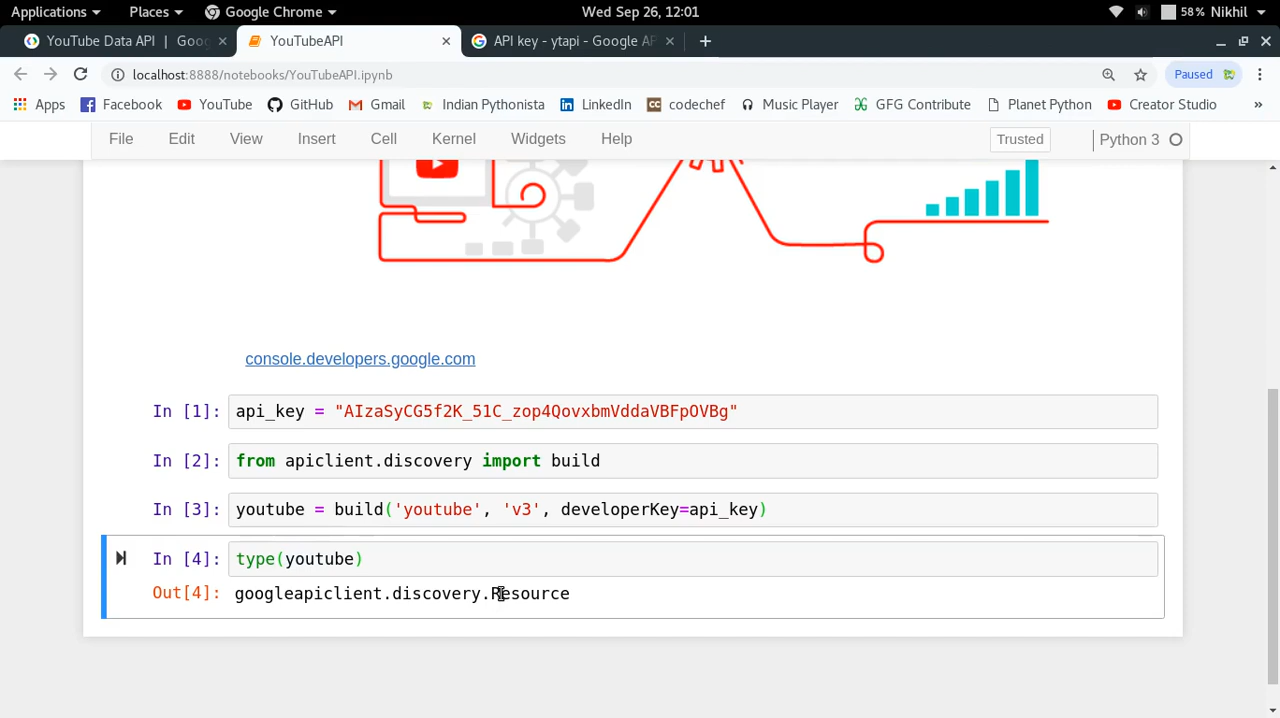 Applications Places Google Chrome Wed Sep 26, 12:01 58% Nikhil
YouTube Data API | Goog YouTubeAPI API key - ytapi - Google AP
localhost:8888/notebooks/YouTubeAPI.ipynb Paused
Apps Facebook YouTube GitHub Gmail Indian Pythonista LinkedIn CC codechef Music Player GFG Contribute Planet Python Creator Studio »
File Edit View Insert Cell Kernel Widgets Help Trusted Python 3
console.developers.google.com
In [1]: api_key = "AIzaSyCG5f2K_51C_zop4QovxbmVddaVBFpOVBg"
In [2]: from apiclient.discovery import build
In [3]: youtube = build('youtube', 'v3', developerKey=api_key)
In [4]: type(youtube)
Out[4]: googleapiclient.discovery.Resource